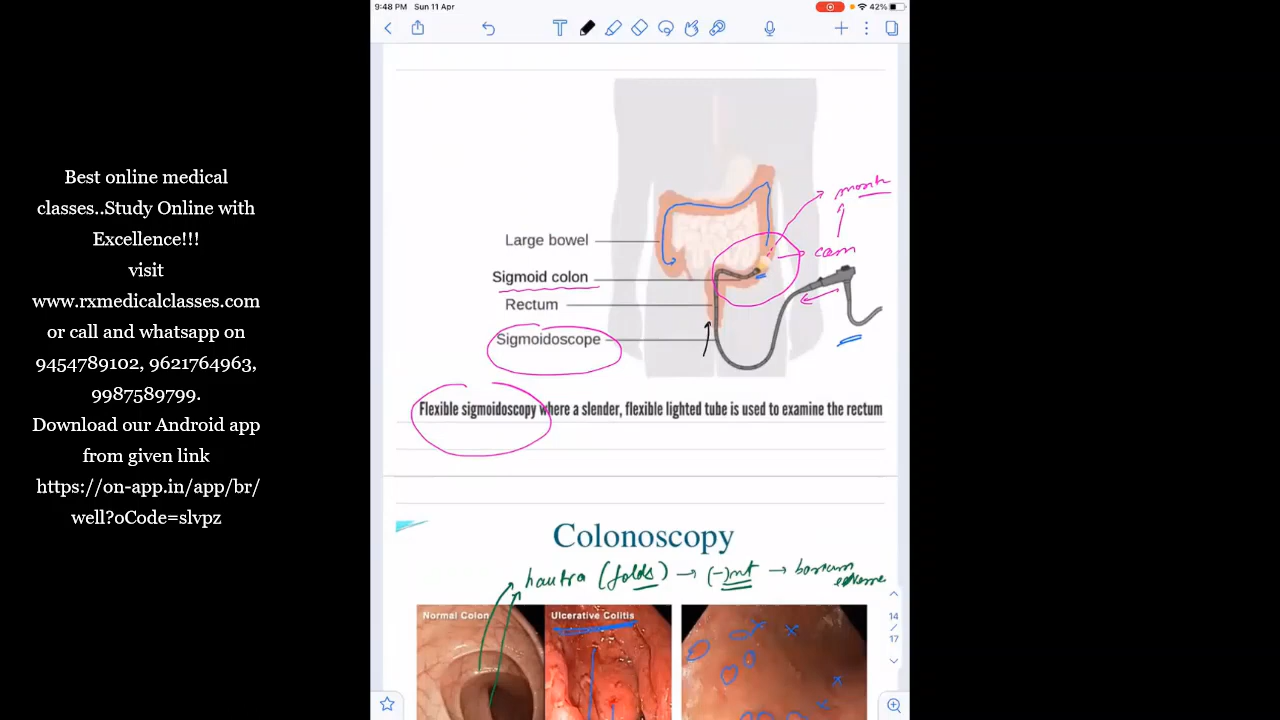 9:48 PM Sun 11 Apr
42%
T
Best online medical
classes..Study Online with
Excellence!!!
visit
www.rxmedicalclasses.com
or call and whatsapp on
9454789102, 9621764963,
9987589799.
Download our Android app
from given link
https://on-app.in/app/br/
well?oCode=slvpz
Large bowel
Sigmoid colon
Rectum
Sigmoidoscope
cam
Flexible sigmoidoscopy where a slender, flexible lighted tube is used to examine the rectum
Colonoscopy
haustra (folds) → (-)nt → barium
Normal Colon
Ulcerative Colitis
14
/
17